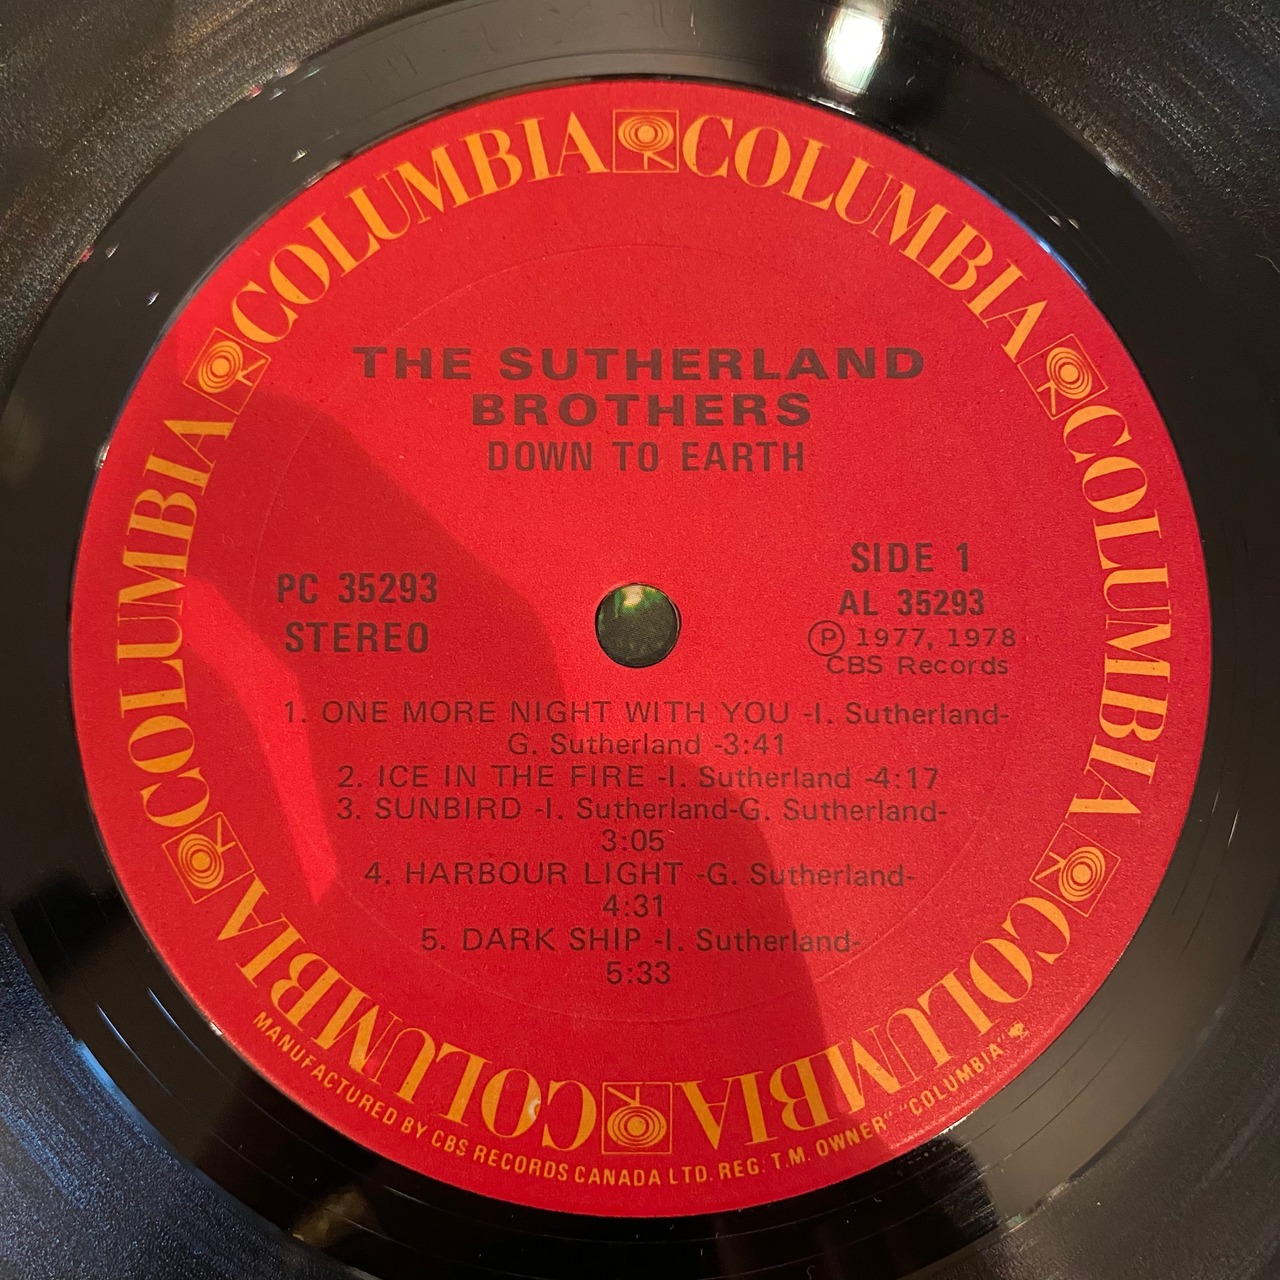 COLUMBIA COLUMBIA COLUMBIA COLUMBIA COLUMBIA COLUMBIA
THE SUTHERLAND
BROTHERS
DOWN TO EARTH
PC 35293
STEREO
SIDE 1
AL 35293
Ⓟ 1977, 1978
CBS Records
1. ONE MORE NIGHT WITH YOU -I. Sutherland-
G. Sutherland -3:41
2. ICE IN THE FIRE -I. Sutherland -4:17
3. SUNBIRD -I. Sutherland-G. Sutherland-
3:05
4. HARBOUR LIGHT -G. Sutherland-
4:31
5. DARK SHIP -I. Sutherland-
5:33
MANUFACTURED BY CBS RECORDS CANADA LTD. REG. T.M. OWNER" "COLUMBIA"